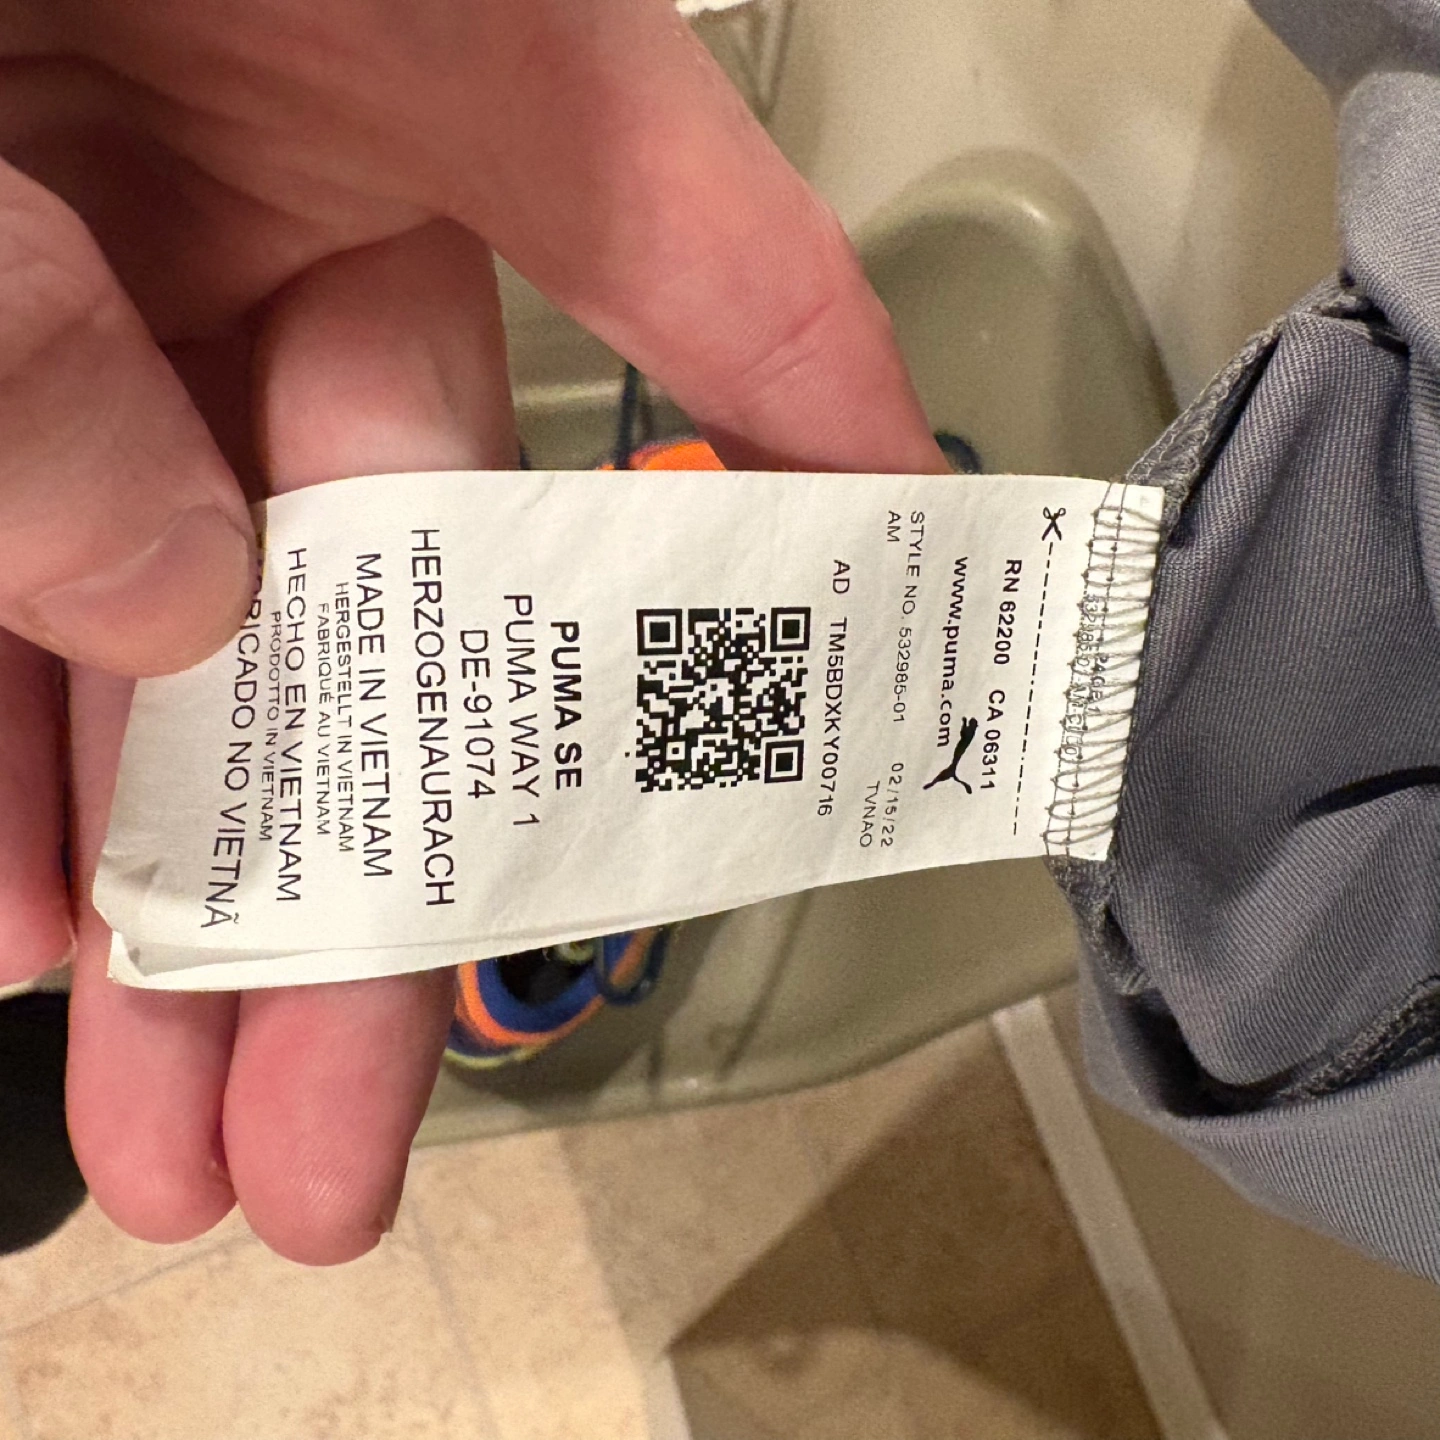 RN 62200 CA 06311
www.puma.com
STYLE NO. 532985-01 02/15/22
AM TVNAO
AD TM5BDXKY00716
PUMA SE
PUMA WAY 1
DE-91074
HERZOGENAURACH
MADE IN VIETNAM
HERGESTELLT IN VIETNAM
FABRIQUÉ AU VIETNAM
HECHO EN VIETNAM
PRODOTTO IN VIETNAM
NO VIETNÃ